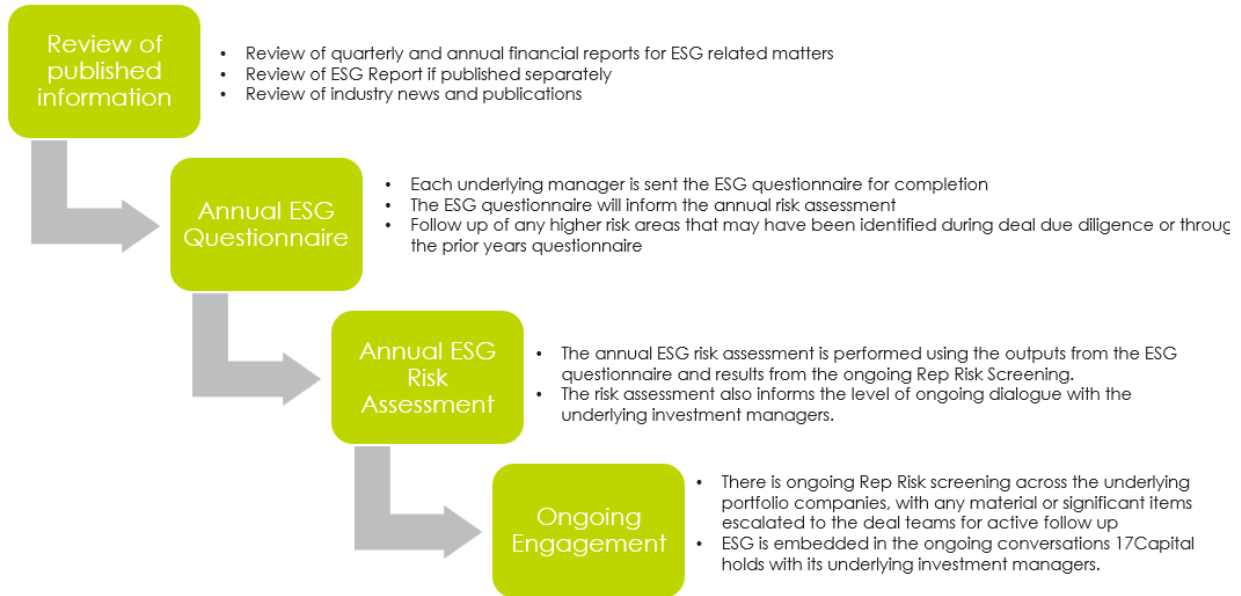 Review of
published
information
• Review of quarterly and annual financial reports for ESG related matters
• Review of ESG Report if published separately
• Review of industry news and publications
Annual ESG
Questionnaire
• Each underlying manager is sent the ESG questionnaire for completion
• The ESG questionnaire will inform the annual risk assessment
• Follow up of any higher risk areas that may have been identified during deal due diligence or throug
the prior years questionnaire
Annual ESG
Risk
Assessment
• The annual ESG risk assessment is performed using the outputs from the ESG
questionnaire and results from the ongoing Rep Risk Screening.
• The risk assessment also informs the level of ongoing dialogue with the
underlying investment managers.
Ongoing
Engagement
• There is ongoing Rep Risk screening across the underlying
portfolio companies, with any material or significant items
escalated to the deal teams for active follow up
• ESG is embedded in the ongoing conversations 17Capital
holds with its underlying investment managers.